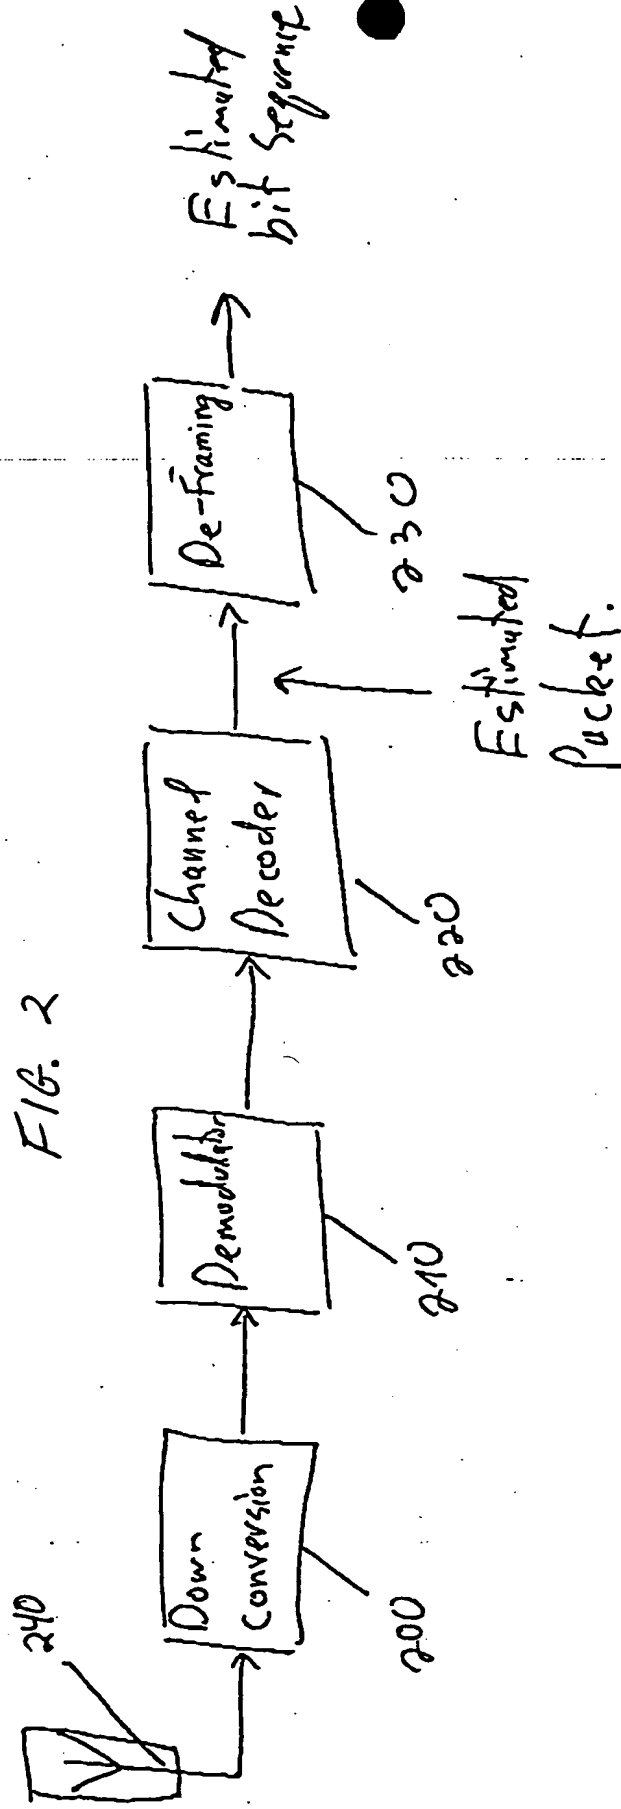 FIG. 2
240
Down
Conversion
200
Demodulator
210
Channel
Decoder
220
Estimated
Packet.
De-Framing
230
Estimated
bit sequence